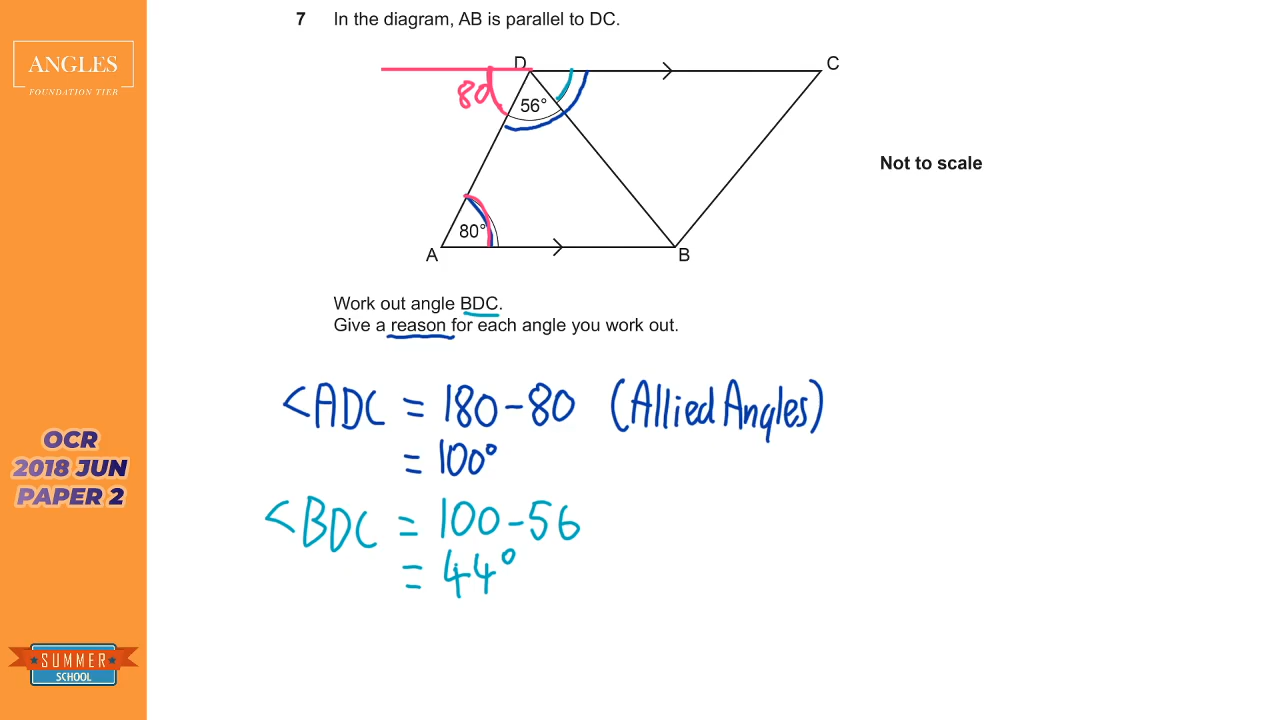 ANGLES
FOUNDATION TIER
7 In the diagram, AB is parallel to DC.
D
C
80
56°
Not to scale
80°
A
B
Work out angle BDC.
Give a reason for each angle you work out.
<ADC = 180-80 (Allied Angles)
= 100°
<BDC = 100-56
= 44°
OCR
2018 JUN
PAPER 2
SUMMER
SCHOOL